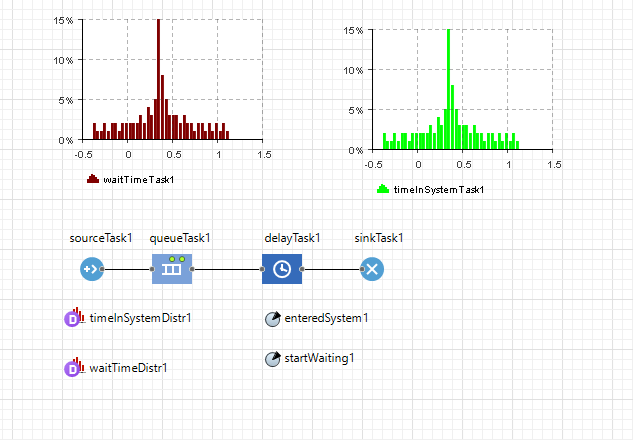 15%
10%
5%
0%
-0.5 0 0.5 1 1.5
waitTimeTask1
15%
10%
5%
0%
-0.5 0 0.5 1 1.5
timeInSystemTask1
sourceTask1 queueTask1 delayTask1 sinkTask1
D timeInSystemDistr1 enteredSystem1
D waitTimeDistr1 startWaiting1